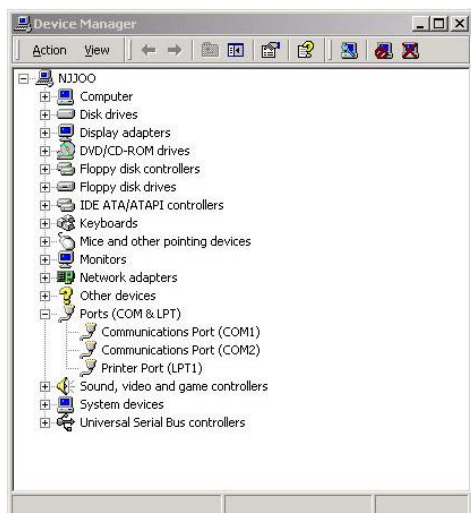 Device Manager
Action View
NJJOO
Computer
Disk drives
Display adapters
DVD/CD-ROM drives
Floppy disk controllers
Floppy disk drives
IDE ATA/ATAPI controllers
Keyboards
Mice and other pointing devices
Monitors
Network adapters
Other devices
Ports (COM & LPT)
Communications Port (COM1)
Communications Port (COM2)
Printer Port (LPT1)
Sound, video and game controllers
System devices
Universal Serial Bus controllers